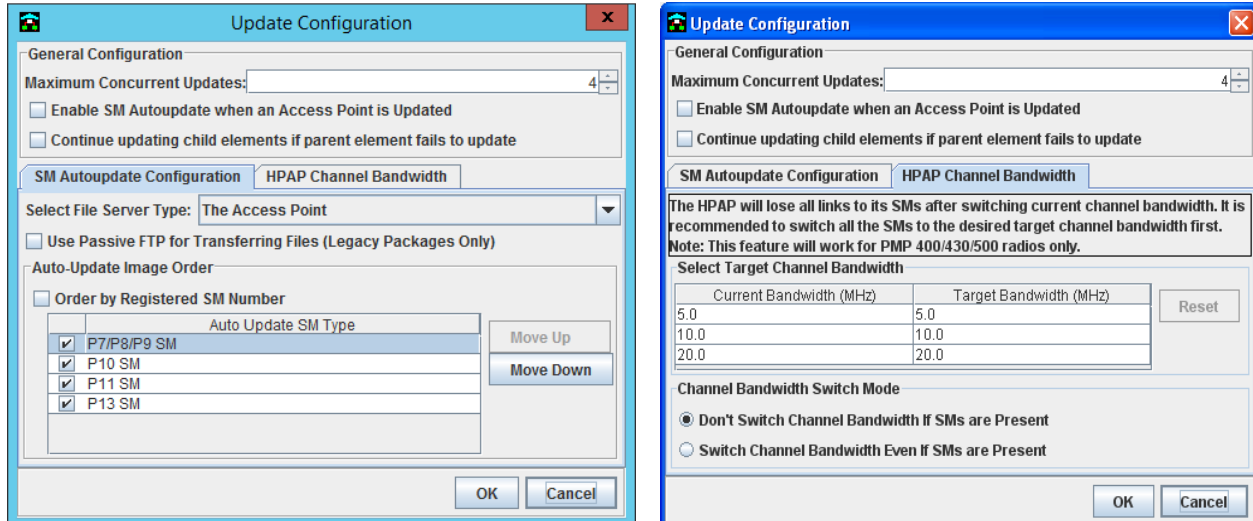 Update Configuration
x
General Configuration
Maximum Concurrent Updates: 4
Enable SM Autoupdate when an Access Point is Updated
Continue updating child elements if parent element fails to update
SM Autoupdate Configuration HPAP Channel Bandwidth
Select File Server Type: The Access Point
Use Passive FTP for Transferring Files (Legacy Packages Only)
Auto-Update Image Order
Order by Registered SM Number
Auto Update SM Type
P7/P8/P9 SM
P10 SM
P11 SM
P13 SM
Move Up
Move Down
OK Cancel
Update Configuration
General Configuration
Maximum Concurrent Updates: 4
Enable SM Autoupdate when an Access Point is Updated
Continue updating child elements if parent element fails to update
SM Autoupdate Configuration HPAP Channel Bandwidth
The HPAP will lose all links to its SMs after switching current channel bandwidth. It is
recommended to switch all the SMs to the desired target channel bandwidth first.
Note: This feature will work for PMP 400/430/500 radios only.
Select Target Channel Bandwidth
Current Bandwidth (MHz) Target Bandwidth (MHz)
5.0 5.0
10.0 10.0
20.0 20.0
Reset
Channel Bandwidth Switch Mode
Don't Switch Channel Bandwidth If SMs are Present
Switch Channel Bandwidth Even If SMs are Present
OK Cancel